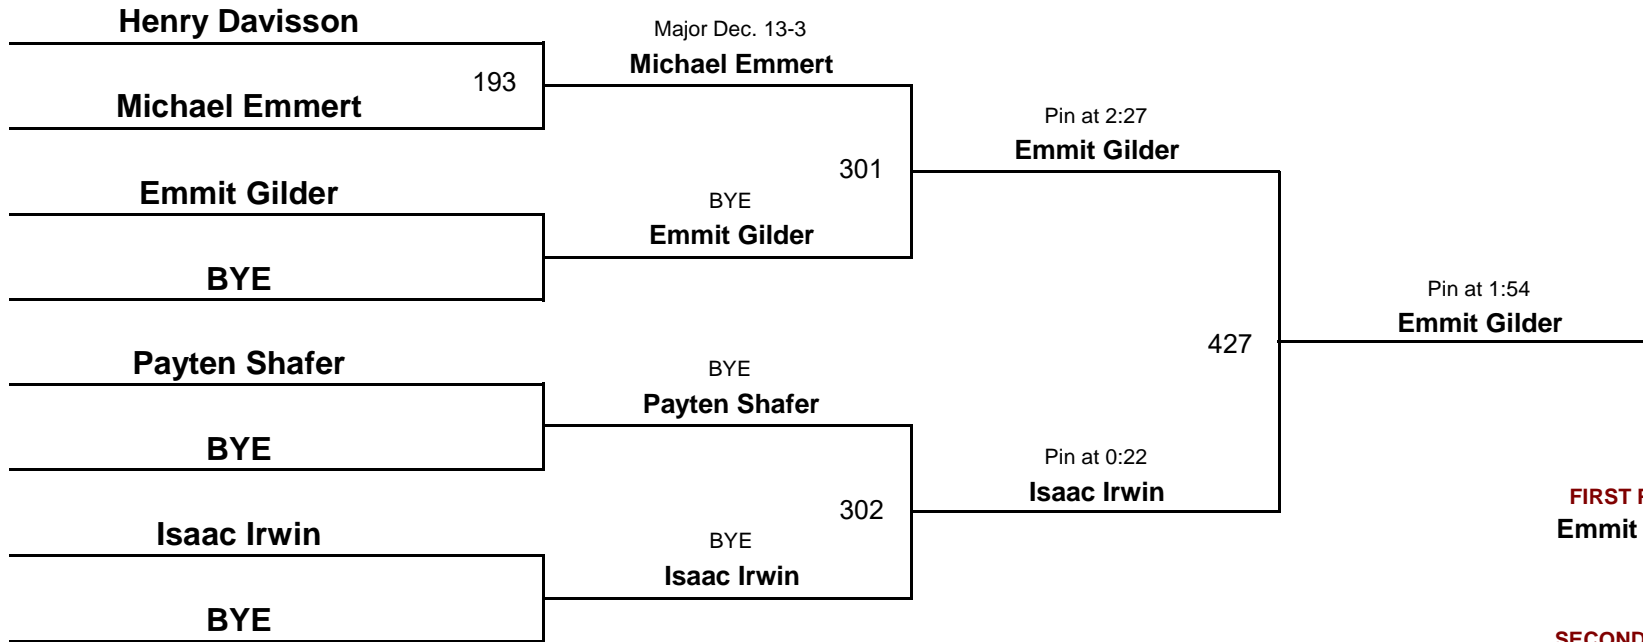 Henry Davisson
Michael Emmert
193
Emmit Gilder
BYE
Payten Shafer
BYE
Isaac Irwin
BYE
Major Dec. 13-3
Michael Emmert
301
BYE
Emmit Gilder
BYE
Payten Shafer
302
BYE
Isaac Irwin
Pin at 2:27
Emmit Gilder
427
Pin at 0:22
Isaac Irwin
Pin at 1:54
Emmit Gilder
FIRST
Emmit
SECOND